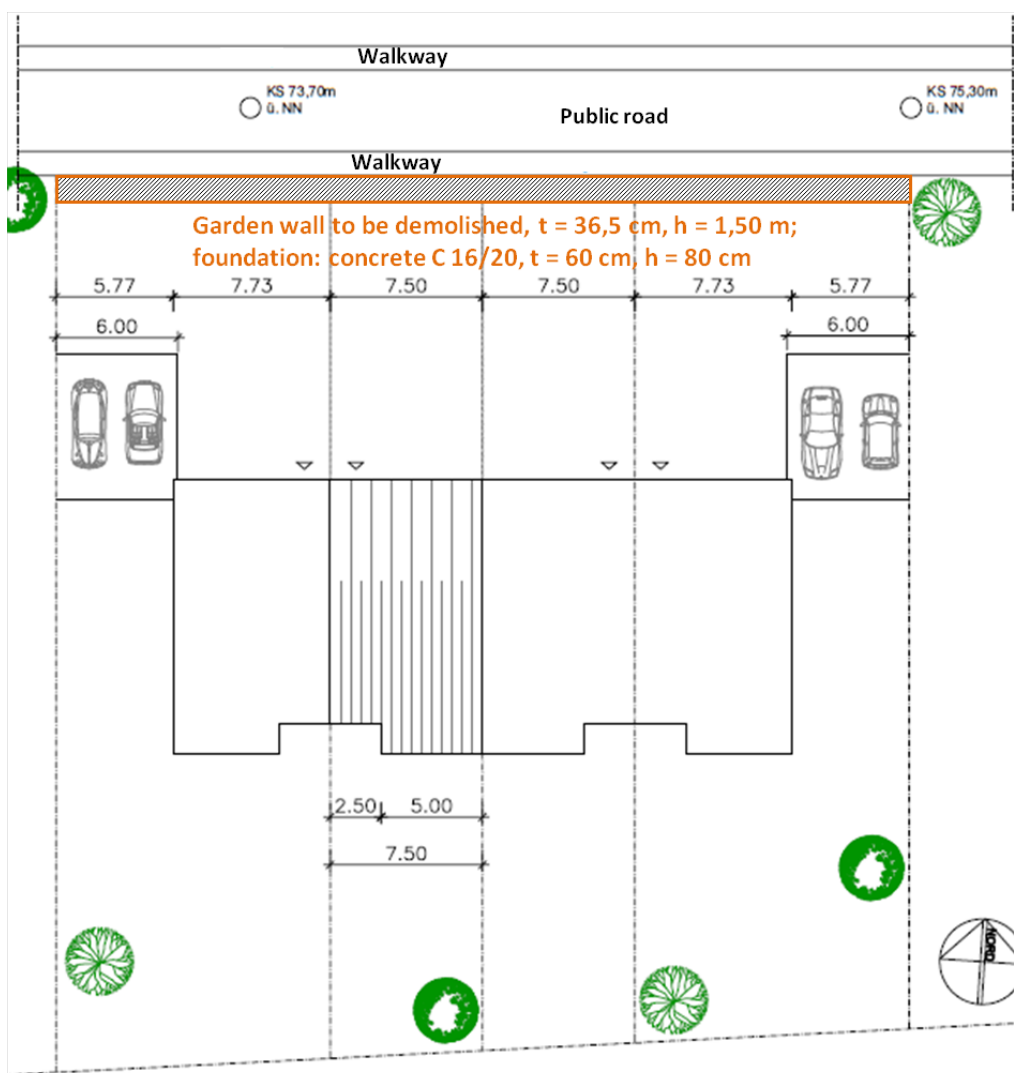 Walkway
KS 73,70m
ü. NN
KS 75,30m
ü. NN
Public road
Walkway
Garden wall to be demolished, t = 36,5 cm, h = 1,50 m;
foundation: concrete C 16/20, t = 60 cm, h = 80 cm
5.77 7.73 7.50 7.50 7.73 5.77
6.00 6.00
2.50 5.00
7.50
NORD